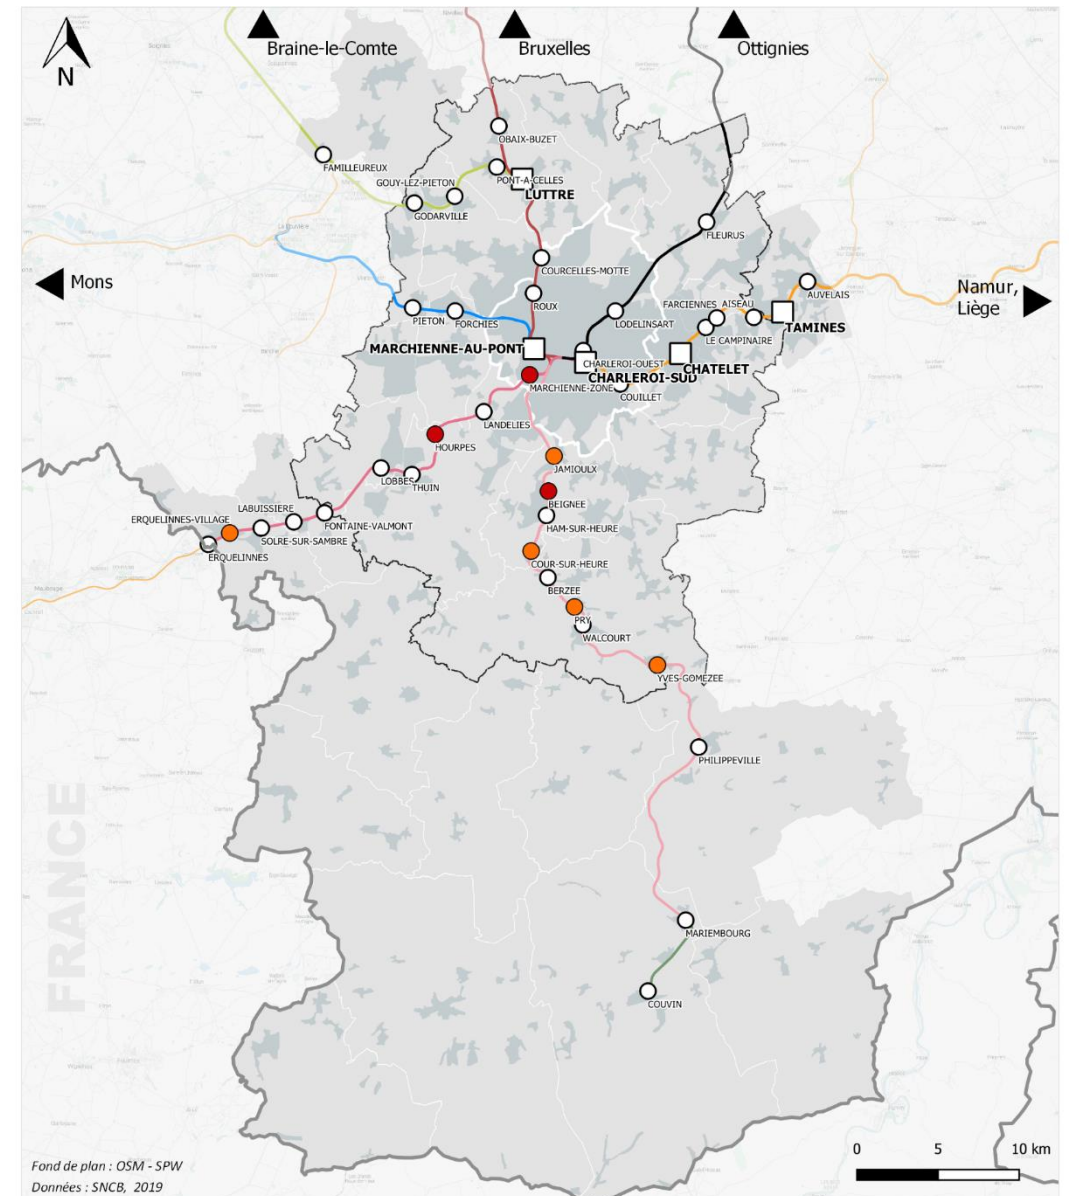 Braine-le-Comte
Bruxelles
Ottignies
N
OBAIX-BUZET
FAMILLEUREUX
PONT-A-CELLES
GOUY-LEZ-PIETON
LUTTRE
GODARVILLE
FLEURUS
COURCELLES-MOTTE
Mons
Namur,
Liège
AUVELAIS
ROUX
FARCIENNES
AISEAU
PIETON
FORCHIES
LODELINSART
TAMINES
LE CAMPINAIRE
MARCHIENNE-AU-PONT
CHARLEROI-OUEST
CHATELET
CHARLEROI-SUD
MARCHIENNE-ZONE
COUILLET
LANDELIES
HOURPES
JAMIOULX
LOBBES
THUIN
BEIGNEE
LABUISSIERE
FONTAINE-VALMONT
HAM-SUR-HEURE
ERQUELINNES-VILLAGE
SOLRE-SUR-SAMBRE
ERQUELINNES
COUR-SUR-HEURE
BERZEE
PRY
WALCOURT
YVES-GOMEZEE
PHILIPPEVILLE
FRANCE
MARIEMBOURG
COUVIN
0 5 10 km
Fond de plan : OSM - SPW
Données : SNCB, 2019